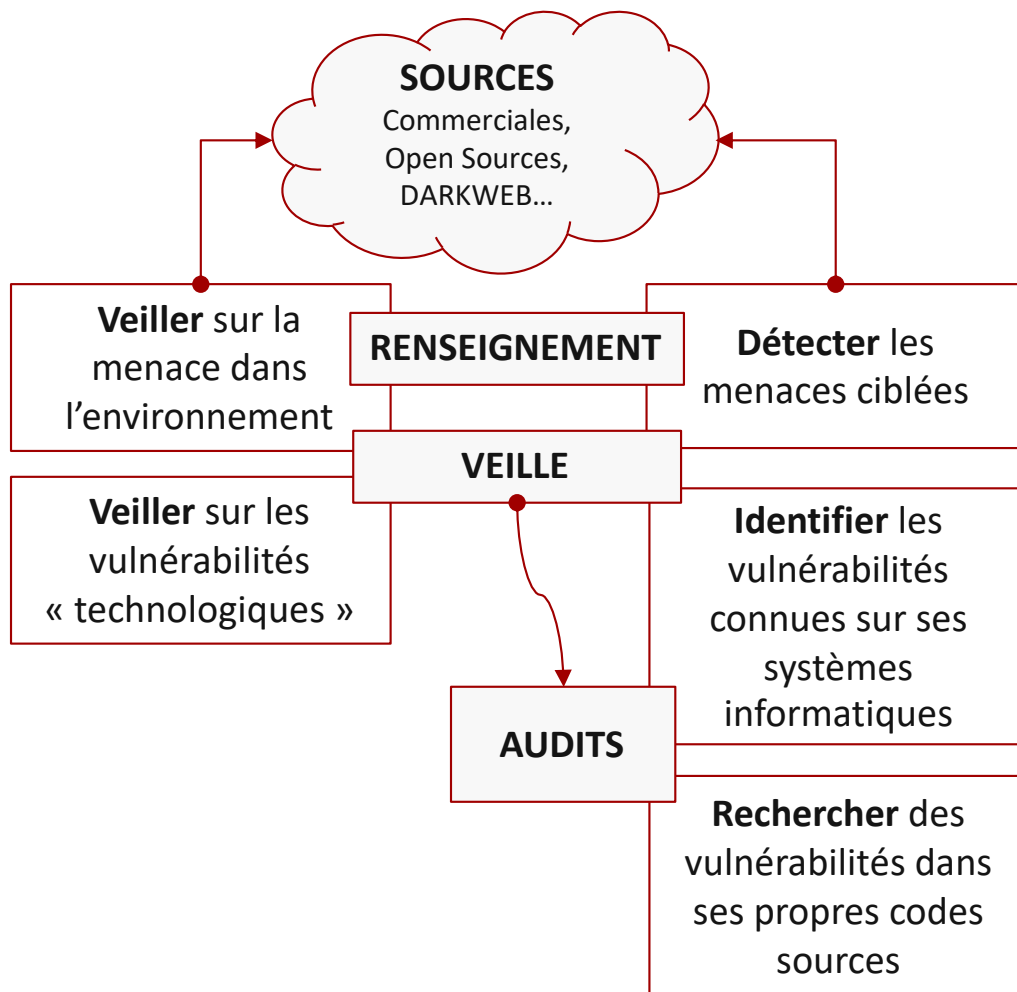 SOURCES
Commerciales,
Open Sources,
DARKWEB…
Veiller sur la
menace dans
l’environnement
RENSEIGNEMENT
Détecter les
menaces ciblées
VEILLE
Veiller sur les
vulnérabilités
« technologiques »
Identifier les
vulnérabilités
connues sur ses
systèmes
informatiques
AUDITS
Rechercher des
vulnérabilités dans
ses propres codes
sources